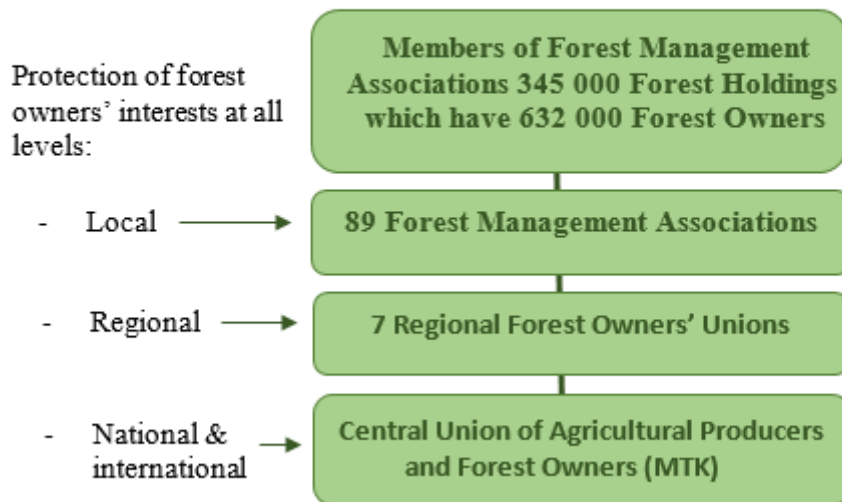 Protection of forest
owners’ interests at all
levels:
Members of Forest Management
Associations 345 000 Forest Holdings
which have 632 000 Forest Owners
- Local
89 Forest Management Associations
- Regional
7 Regional Forest Owners’ Unions
- National &
international
Central Union of Agricultural Producers
and Forest Owners (MTK)